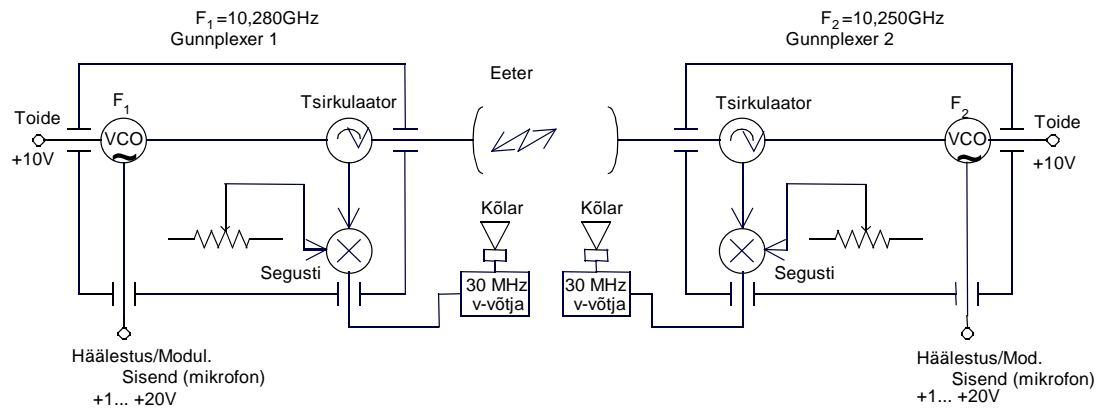 F1=10,280GHz
Gunnplexer 1
F2=10,250GHz
Gunnplexer 2
Eeter
Toide
+10V
F1
VCO
Tsirkulaator
Tsirkulaator
F2
VCO
Toide
+10V
Segusti
Kõlar
30 MHz
v-võtja
Kõlar
30 MHz
v-võtja
Segusti
Häälestus/Modul.
Sisend (mikrofon)
+1... +20V
Häälestus/Mod.
Sisend (mikrofon)
+1... +20V